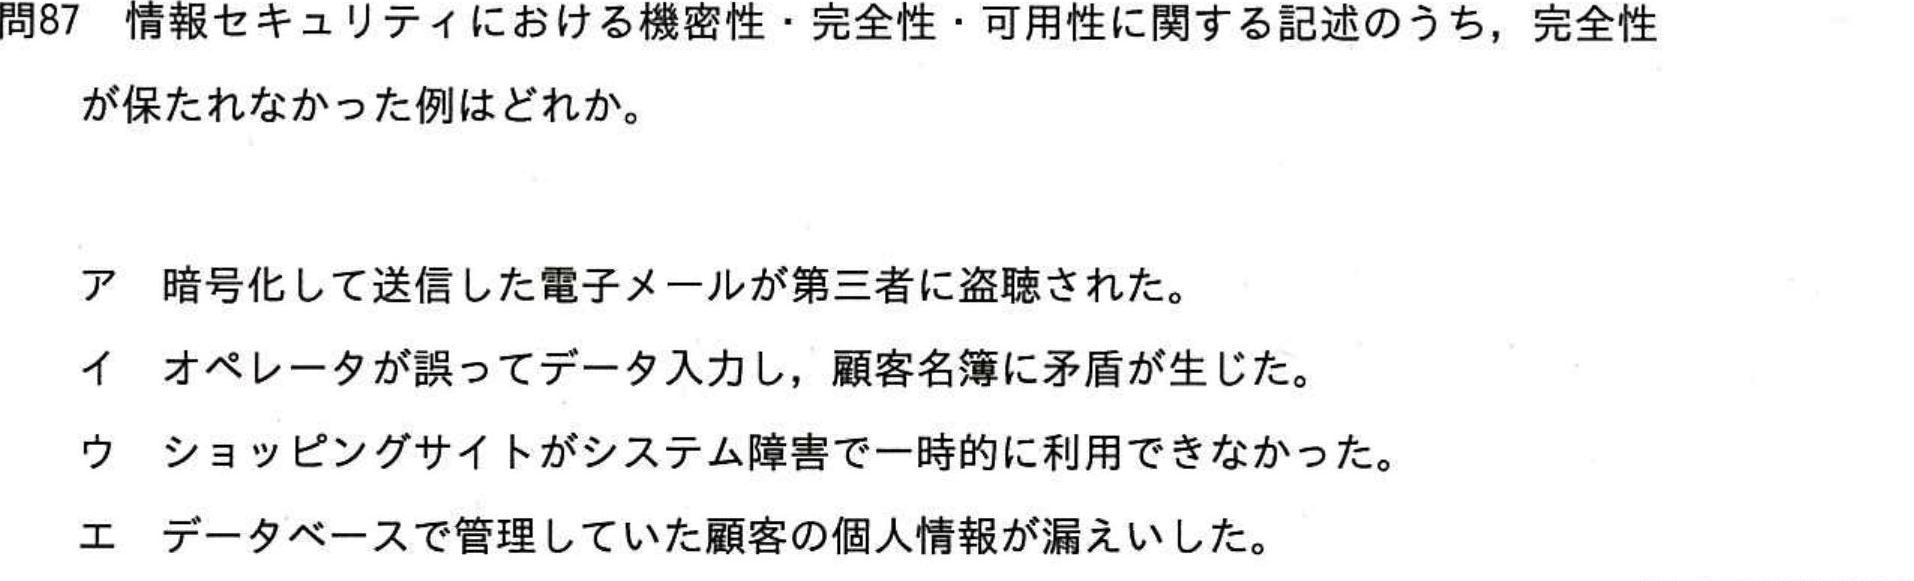 問87　情報セキュリティにおける機密性・完全性・可用性に関する記述のうち，完全性
が保たれなかった例はどれか。
ア　暗号化して送信した電子メールが第三者に盗聴された。
イ　オペレータが誤ってデータ入力し，顧客名簿に矛盾が生じた。
ウ　ショッピングサイトがシステム障害で一時的に利用できなかった。
エ　データベースで管理していた顧客の個人情報が漏えいした。